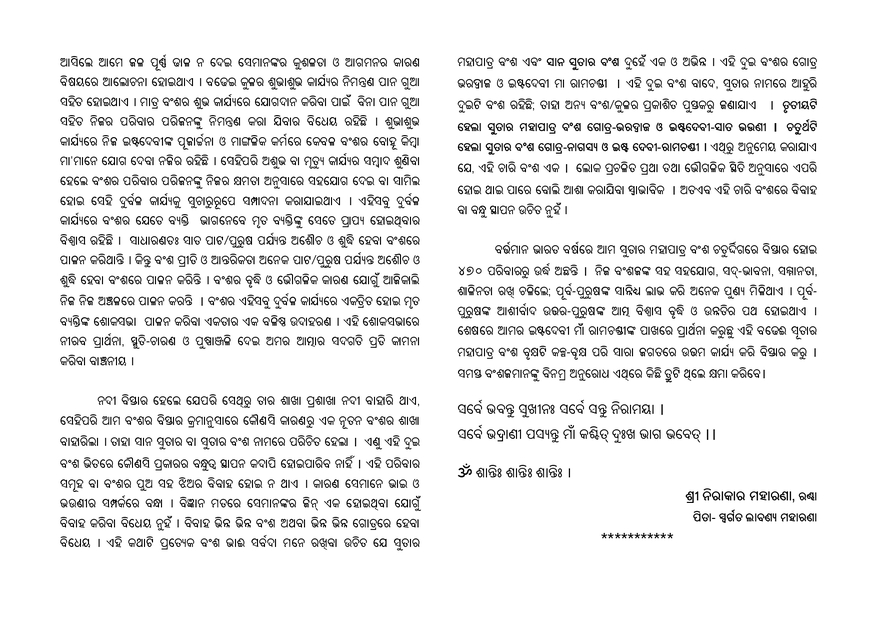 ଆସିଲେ ଆମେ ଜଳ ପୂର୍ଣ୍ଣ ଢାଳ ନ ଦେଇ ସେମାନଙ୍କର କୁଶଳତା ଓ ଆଗମନର କାରଣ
ବିଷୟରେ ଆଲୋଚନା ହୋଇଥାଏ । ବଢେଇ କୁଳର ଶୁଭାଶୁଭ କାର୍ଯ୍ୟର ନିମନ୍ତ୍ରଣ ପାନ ଗୁଆ
ସହିତ ହୋଇଥାଏ । ମାତ୍ର ବଂଶର ଶୁଭ କାର୍ଯ୍ୟରେ ଯୋଗଦାନ କରିବା ପାଇଁ ବିନା ପାନ ଗୁଆ
ସହିତ ନିଜର ପରିବାର ପରିଜନଙ୍କୁ ନିମନ୍ତ୍ରଣ କରା ଯିବାର ବିଧେୟ ରହିଛି । ଶୁଭାଶୁଭ
କାର୍ଯ୍ୟରେ ନିଜ ଇଷ୍ଟଦେବୀଙ୍କ ପୂଜାର୍ଚ୍ଚନା ଓ ମାଙ୍ଗଳିକ କର୍ମରେ କେବଳ ବଂଶର ବୋହୂ କିମ୍ବା
ମା'ମାନେ ଯୋଗ ଦେବା ନଜିର ରହିଛି । ସେହିପରି ଅଶୁଭ ବା ମୃତ୍ୟୁ କାର୍ଯ୍ୟର ସମ୍ବାଦ ଶୁଣିବା
ହେଲେ ବଂଶର ପରିବାର ପରିଜନଙ୍କୁ ନିଜର କ୍ଷମତା ଅନୁସାରେ ସହଯୋଗ ଦେଇ ବା ସାମିଲ
ହୋଇ ସେହି ଦୁର୍ବଳ କାର୍ଯ୍ୟକୁ ସୁଚାରୁରୂପେ ସମ୍ପାଦନା କରାଯାଇଥାଏ । ଏହିସବୁ ଦୁର୍ବଳ
କାର୍ଯ୍ୟରେ ବଂଶର ଯେତେ ବ୍ୟକ୍ତି ଭାଗନେବେ ମୃତ ବ୍ୟକ୍ତିଙ୍କୁ ସେତେ ପ୍ରାପ୍ୟ ହୋଇଥିବାର
ବିଶ୍ୱାସ ରହିଛି । ସାଧାରଣତଃ ସାତ ପାଟ/ପୁରୁଷ ପର୍ଯ୍ୟନ୍ତ ଅଶୌଚ ଓ ଶୁଦ୍ଧି ହେବା ବଂଶରେ
ପାଳନ କରିଥାନ୍ତି । କିନ୍ତୁ ବଂଶ ପ୍ରୀତି ଓ ଆନ୍ତରିକତା ଅନେକ ପାଟ/ପୁରୁଷ ପର୍ଯ୍ୟନ୍ତ ଅଶୌଚ ଓ
ଶୁଦ୍ଧି ହେବା ବଂଶରେ ପାଳନ କରିନ୍ତି । ବଂଶର ବୃଦ୍ଧି ଓ ଭୌଗଳିକ କାରଣ ଯୋଗୁଁ ଆଜିକାଲି
ନିଜ ନିଜ ଅଞ୍ଚଳରେ ପାଳନ କରନ୍ତି । ବଂଶର ଏହିସବୁ ଦୁର୍ବଳ କାର୍ଯ୍ୟରେ ଏକତ୍ରିତ ହୋଇ ମୃତ
ବ୍ୟକ୍ତିଙ୍କ ଶୋକସଭା ପାଳନ କରିବା ଏକତାର ଏକ ବଳିଷ୍ଠ ଉଦାହରଣ । ଏହି ଶୋକସଭାରେ
ନୀରବ ପ୍ରାର୍ଥନା, ସ୍ମୃତି-ଚାରଣ ଓ ପୁଷ୍ପାଞ୍ଜଳି ଦେଇ ଅମର ଆତ୍ମାର ସଦଗତି ପ୍ରତି କାମନା
କରିବା ବାଞ୍ଚନୀୟ ।
ନଦୀ ବିସ୍ତାର ହେଲେ ଯେପରି ସେଥିରୁ ତାର ଶାଖା ପ୍ରଶାଖା ନଦୀ ବାହାରି ଥାଏ,
ସେହିପରି ଆମ ବଂଶର ବିସ୍ତାର କ୍ରମାନୁସାରେ କୌଣସି କାରଣରୁ ଏକ ନୂତନ ବଂଶର ଶାଖା
ବାହାରିଲା । ତାହା ସାନ ସୁତାର ବା ସୁତାର ବଂଶ ନାମରେ ପରିଚିତ ହେଲା । ଏଣୁ ଏହି ଦୁଇ
ବଂଶ ଭିତରେ କୌଣସି ପ୍ରକାରର ବନ୍ଧୁତ୍ୱ ସ୍ଥାପନ କଦାପି ହୋଇପାରିବ ନାହିଁ । ଏହି ପରିବାର
ସମୂହ ବା ବଂଶର ପୁଅ ସହ ଝିଅର ବିବାହ ହୋଇ ନ ଥାଏ । କାରଣ ସେମାନେ ଭାଇ ଓ
ଭଉଣୀର ସମ୍ପର୍କରେ ବନ୍ଧା । ବିଜ୍ଞାନ ମତରେ ସେମାନଙ୍କର ଜିନ୍ ଏକ ହୋଇଥିବା ଯୋଗୁଁ
ବିବାହ କରିବା ବିଧେୟ ନୁହଁ । ବିବାହ ଭିନ୍ନ ଭିନ୍ନ ବଂଶ ଅଥବା ଭିନ୍ନ ଭିନ୍ନ ଗୋତ୍ରରେ ହେବା
ବିଧେୟ । ଏହି କଥାଟି ପ୍ରତ୍ୟେକ ବଂଶ ଭାଈ ସର୍ବଦା ମନେ ରଖିବା ଉଚିତ ଯେ ସୁତାର
ମହାପାତ୍ର ବଂଶ ଏବଂ ସାନ ସୁତାର ବଂଶ ଦୁହେଁ ଏକ ଓ ଅଭିନ୍ନ । ଏହି ଦୁଇ ବଂଶର ଗୋତ୍ର
ଭରଦ୍ୱାଜ ଓ ଇଷ୍ଟଦେବୀ ମା ରାମଚଣ୍ଡୀ । ଏହି ଦୁଇ ବଂଶ ବାଦେ, ସୁତାର ନାମରେ ଆହୁରି
ଦୁଇଟି ବଂଶ ରହିଛି; ତାହା ଅନ୍ୟ ବଂଶ/କୁଳର ପ୍ରକାଶିତ ପୁସ୍ତକରୁ ଜଣାଯାଏ । ତୃତୀୟଟି
ହେଲା ସୁତାର ମହାପାତ୍ର ବଂଶ ଗୋତ୍ର-ଭରଦ୍ୱାଜ ଓ ଇଷ୍ଟଦେବୀ-ସାତ ଭଉଣୀ । ଚତୁର୍ଥଟି
ହେଲା ସୁତାର ବଂଶ ଗୋତ୍ର-ନାଗସ୍ୟ ଓ ଇଷ୍ଟ ଦେବୀ-ରାମଚଣ୍ଡୀ । ଏଥିରୁ ଅନୁମେୟ କରାଯାଏ
ଯେ, ଏହି ଚାରି ବଂଶ ଏକ । ଲୋକ ପ୍ରଚଳିତ ପ୍ରଥା ତଥା ଭୌଗଳିକ ସ୍ଥିତି ଅନୁସାରେ ଏପରି
ହୋଇ ଥାଇ ପାରେ ବୋଲି ଆଶା କରାଯିବା ସ୍ୱାଭାବିକ । ଅତଏବ ଏହି ଚାରି ବଂଶରେ ବିବାହ
ବା ବନ୍ଧୁ ସ୍ଥାପନ ଉଚିତ ନୁହଁ ।
ବର୍ତ୍ତମାନ ଭାରତ ବର୍ଷରେ ଆମ ସୁତାର ମହାପାତ୍ର ବଂଶ ଚତୁର୍ଦ୍ଦିଗରେ ବିସ୍ତାର ହୋଇ
୪୭୦ ପରିବାରରୁ ଉର୍ଦ୍ଧ ଅଛନ୍ତି । ନିଜ ବଂଶଜଙ୍କ ସହ ସହଯୋଗ, ସଦ୍-ଭାବନା, ସମ୍ମାନତା,
ଶାଳିନତା ରଖି ଚଳିଲେ; ପୂର୍ବ-ପୁରୁଷଙ୍କ ସାନ୍ନିଧ୍ୟ ଲାଭ କରି ଅନେକ ପୁଣ୍ୟ ମିଳିଥାଏ । ପୂର୍ବ-
ପୁରୁଷଙ୍କ ଆଶୀର୍ବାଦ ଉତ୍ତର-ପୁରୁଷଙ୍କ ଆତ୍ମ ବିଶ୍ୱାସ ବୃଦ୍ଧି ଓ ଉନ୍ନତିର ପଥ ହୋଇଥାଏ ।
ଶେଷରେ ଆମର ଇଷ୍ଟଦେବୀ ମାଁ ରାମଚଣ୍ଡୀଙ୍କ ପାଖରେ ପ୍ରାର୍ଥନା କରୁଛୁ ଏହି ବଢେଇ ସୂତାର
ମହାପାତ୍ର ବଂଶ ବୃକ୍ଷଟି କଳ୍ପ-ବୃକ୍ଷ ପରି ସାରା ଜଗତରେ ଉତ୍ତମ କାର୍ଯ୍ୟ କରି ବିସ୍ତାର କରୁ ।
ସମସ୍ତ ବଂଶଜମାନଙ୍କୁ ବିନମ୍ର ଅନୁରୋଧ ଏଥିରେ କିଛି ତ୍ରୁଟି ଥିଲେ କ୍ଷମା କରିବେ।
ସର୍ବେ ଭବନ୍ତୁ ସୁଖୀନଃ ସର୍ବେ ସନ୍ତୁ ନିରାମୟା ।
ସର୍ବେ ଭଦ୍ରାଣୀ ପସ୍ୟନ୍ତୁ ମାଁ କଶ୍ଚିତ୍ ଦୁଃଖ ଭାଗ ଭବେତ୍ ।।
ॐ ଶାନ୍ତିଃ ଶାନ୍ତିଃ ଶାନ୍ତିଃ ।
ଶ୍ରୀ ନିରାକାର ମହାରଣା, ରଣ୍ଢା
ପିତା- ସ୍ୱର୍ଗତ ଲାବଣ୍ୟ ମହାରଣା
***********